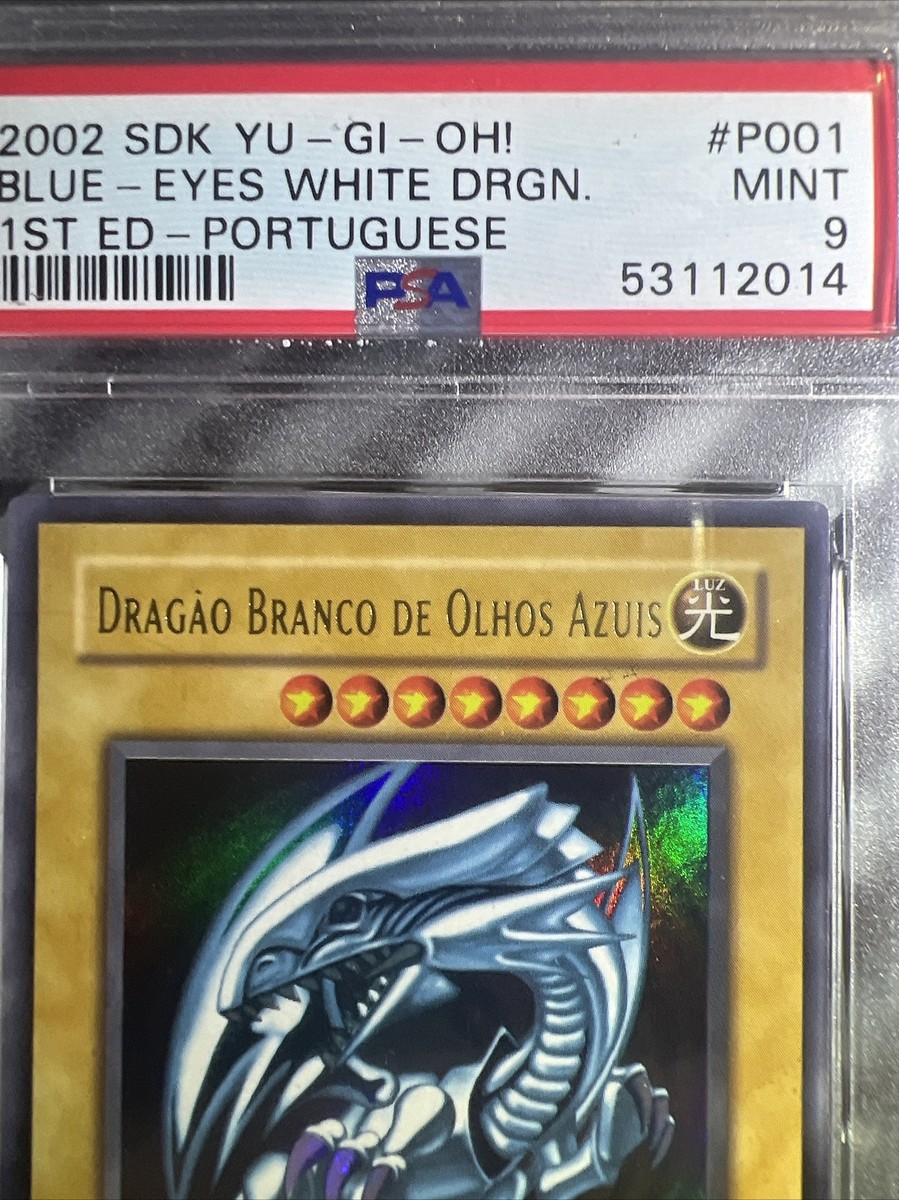 2002 SDK YU-GI-OH! #P001
BLUE-EYES WHITE DRGN. MINT
1ST ED-PORTUGUESE 9
PSA 53112014
DRAGÃO BRANCO DE OLHOS AZUIS
LUZ
光